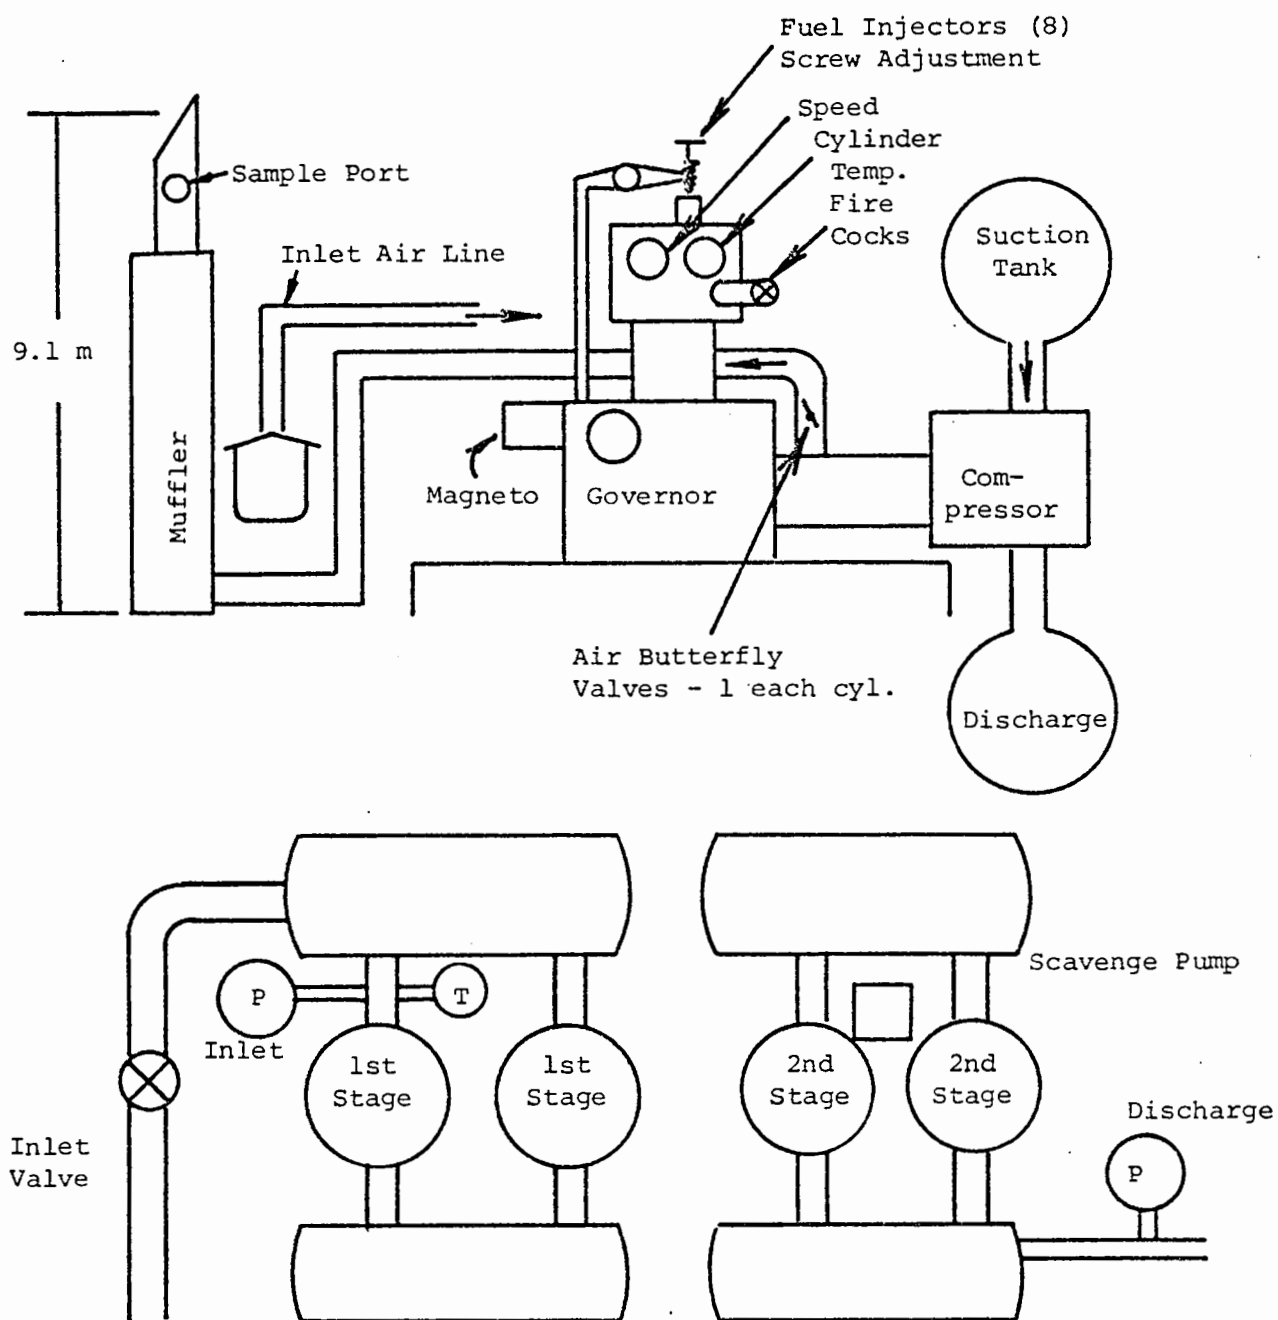 Fuel Injectors (8)
Screw Adjustment
Speed
Cylinder
Temp.
Fire
Cocks
Sample Port
Inlet Air Line
Suction
Tank
9.1 m
Muffler
Magneto
Governor
Com-
pressor
Air Butterfly
Valves - 1 each cyl.
Discharge
Scavenge Pump
P
T
Inlet
1st
Stage
1st
Stage
2nd
Stage
2nd
Stage
Discharge
P
Inlet
Valve